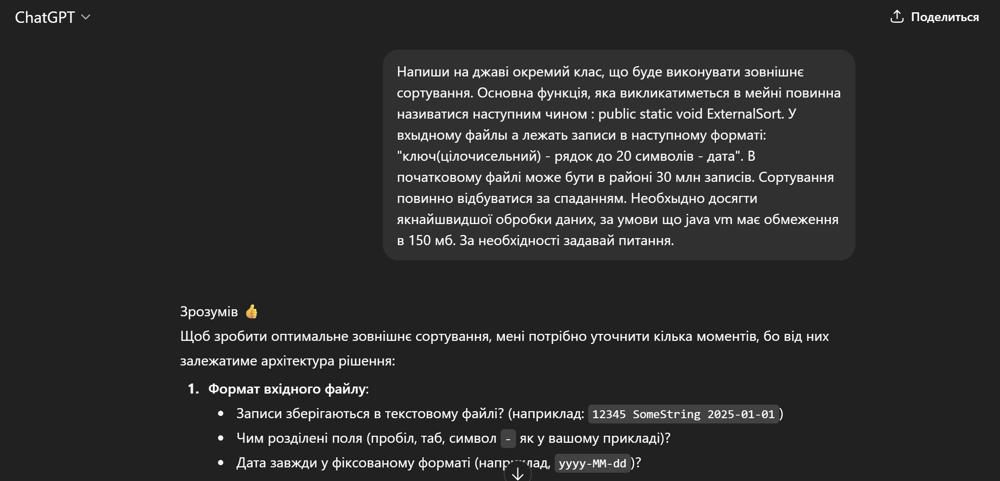 ChatGPT
Поделиться
Напиши на джаві окремий клас, що буде виконувати зовнішнє
сортування. Основна функція, яка викликатиметься в мейні повинна
називатися наступним чином : public static void ExternalSort. У
вхыдному файлы а лежать записи в наступному форматі:
"ключ(цілочисельний) - рядок до 20 символів - дата". В
початковому файлі може бути в районі 30 млн записів. Сортування
повинно відбуватися за спаданням. Необхыдно досягти
якнайшвидшої обробки даних, за умови що java vm має обмеження
в 150 мб. За необхідності задавай питання.
Зрозумів 👍
Щоб зробити оптимальне зовнішнє сортування, мені потрібно уточнити кілька моментів, бо від них
залежатиме архітектура рішення:
1. Формат вхідного файлу:
• Записи зберігаються в текстовому файлі? (наприклад: 12345 SomeString 2025-01-01)
• Чим розділені поля (пробіл, таб, символ - як у вашому прикладі)?
• Дата завжди у фіксованому форматі (наприклад, yyyy-MM-dd)?